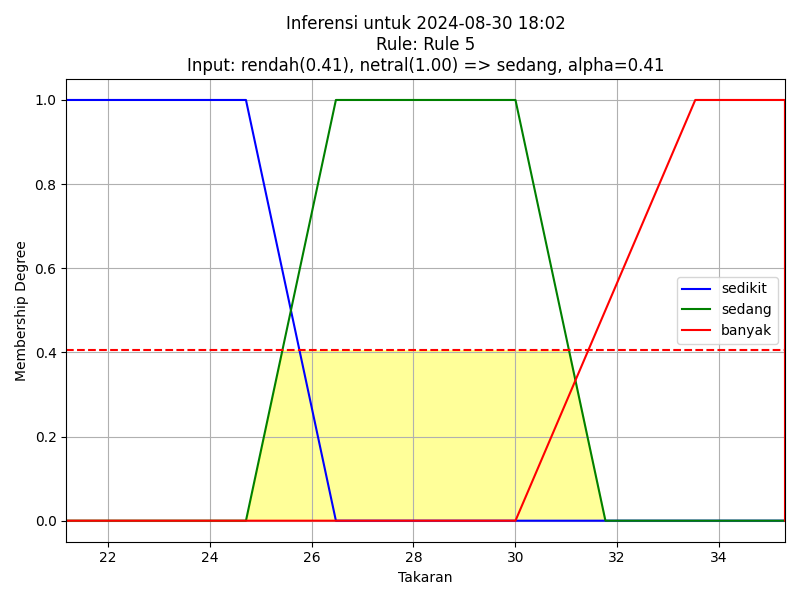 Inferensi untuk 2024-08-30 18:02
Rule: Rule 5
Input: rendah(0.41), netral(1.00) => sedang, alpha=0.41
Membership Degree
1.0
0.8
0.6
0.4
0.2
0.0
sedikit
sedang
banyak
22 24 26 28 30 32 34
Takaran